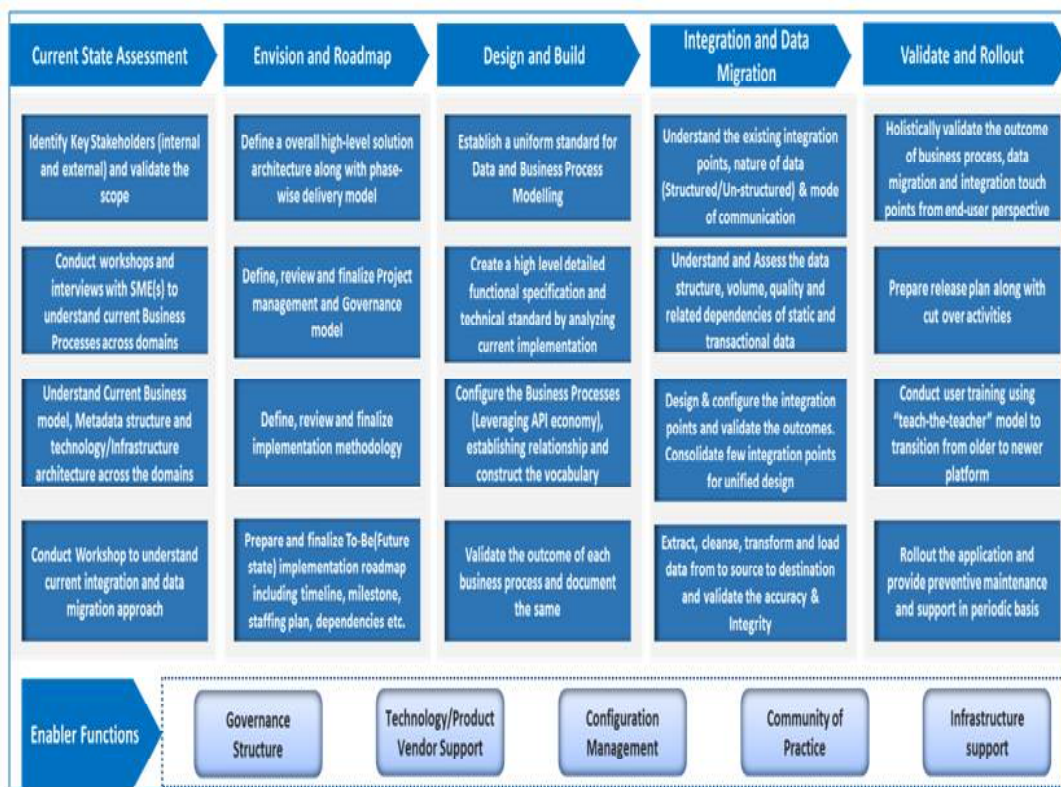 Current State Assessment
Envision and Roadmap
Design and Build
Integration and Data
Migration
Validate and Rollout
Identify Key Stakeholders (internal
and external) and validate the
scope
Conduct workshops and
interviews with SME(s) to
understand current Business
Processes across domains
Understand Current Business
model, Metadata structure and
technology/Infrastructure
architecture across the domains
Conduct Workshop to understand
current integration and data
migration approach
Define a overall high-level solution
architecture along with phase-
wise delivery model
Define, review and finalize Project
management and Governance
model
Define, review and finalize
implementation methodology
Prepare and finalize To-Be(Future
state) implementation roadmap
including timeline, milestone,
staffing plan, dependencies etc.
Establish a uniform standard for
Data and Business Process
Modelling
Create a high level detailed
functional specification and
technical standard by analyzing
current implementation
Configure the Business Processes
(Leveraging API economy),
establishing relationship and
construct the vocabulary
Validate the outcome of each
business process and document
the same
Understand the existing integration
points, nature of data
(Structured/Un-structured) & mode
of communication
Understand and Assess the data
structure, volume, quality and
related dependencies of static and
transactional data
Design & configure the integration
points and validate the outcomes.
Consolidate few integration points
for unified design
Extract, cleanse, transform and load
data from to source to destination
and validate the accuracy &
Integrity
Holistically validate the outcome
of business process, data
migration and integration touch
points from end-user perspective
Prepare release plan along with
cut over activities
Conduct user training using
“teach-the-teacher” model to
transition from older to newer
platform
Rollout the application and
provide preventive maintenance
and support in periodic basis
Enabler Functions
Governance
Structure
Technology/Product
Vendor Support
Configuration
Management
Community of
Practice
Infrastructure
support